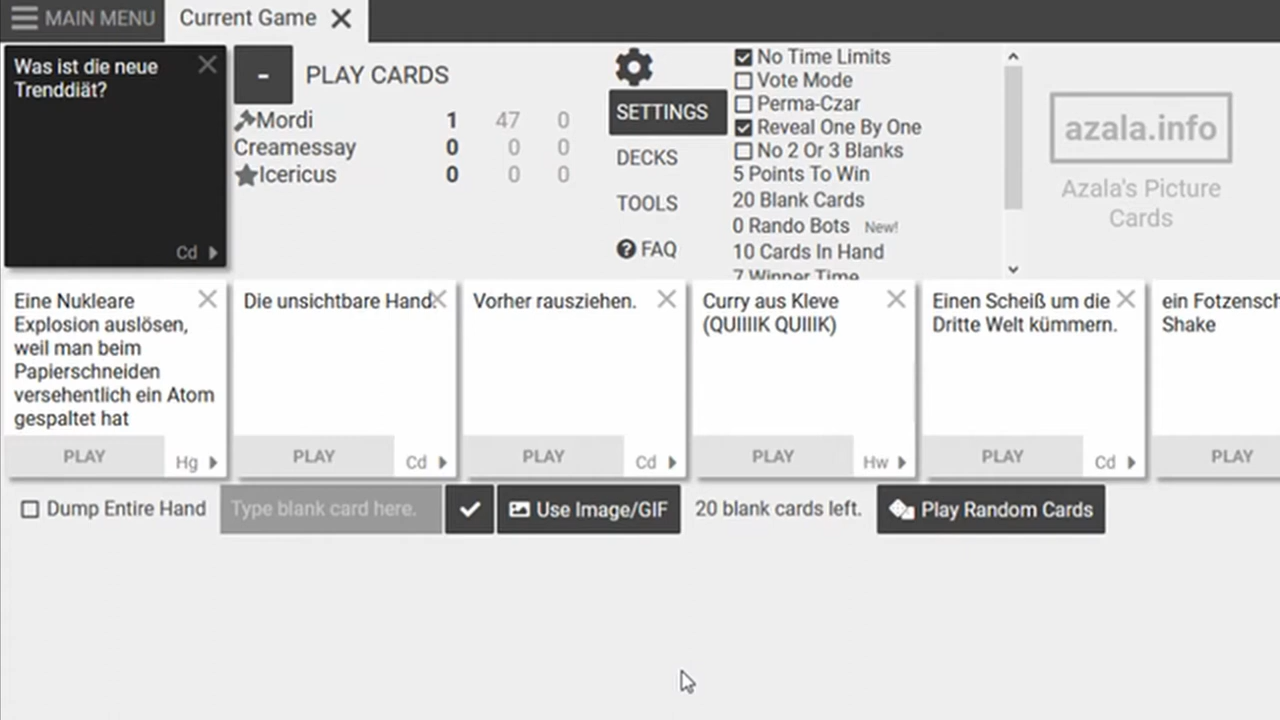 MAIN MENU
Current Game
Was ist die neue
Trenddiät?
Cd
-
PLAY CARDS
Mordi 1 47 0
Creamessay 0 0 0
Icericus 0 0 0
SETTINGS
DECKS
TOOLS
FAQ
No Time Limits
Vote Mode
Perma-Czar
Reveal One By One
No 2 Or 3 Blanks
5 Points To Win
20 Blank Cards
0 Rando Bots New!
10 Cards In Hand
7 Winner Time
azala.info
Azala's Picture
Cards
Eine Nukleare
Explosion auslösen,
weil man beim
Papierschneiden
versehentlich ein Atom
gespaltet hat
PLAY
Hg
Die unsichtbare Hand.
PLAY
Cd
Vorher rausziehen.
PLAY
Cd
Curry aus Kleve
(QUIIIIK QUIIIK)
PLAY
Hw
Einen Scheiß um die
Dritte Welt kümmern.
PLAY
Cd
ein Fotzensch
Shake
PLAY
Dump Entire Hand
Type blank card here.
Use Image/GIF
20 blank cards left.
Play Random Cards